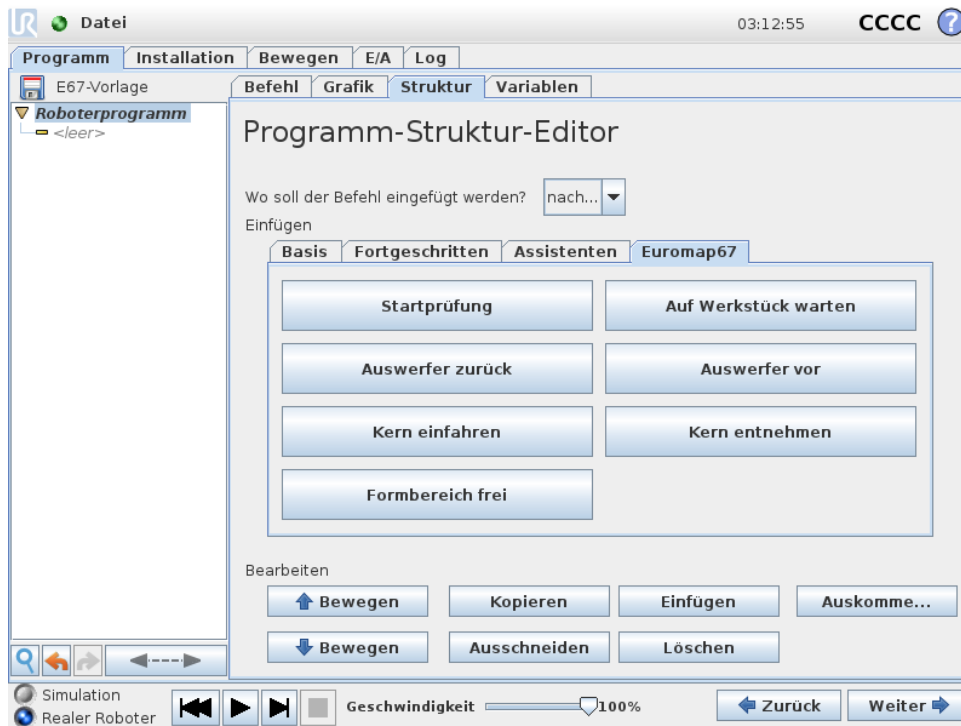 UR Datei 03:12:55 CCCC ?
Programm Installation Bewegen E/A Log
E67-Vorlage
Befehl Grafik Struktur Variablen
Roboterprogramm
<leer>
Programm-Struktur-Editor
Wo soll der Befehl eingefügt werden? nach...
Einfügen
Basis Fortgeschritten Assistenten Euromap67
Startprüfung Auf Werkstück warten
Auswerfer zurück Auswerfer vor
Kern einfahren Kern entnehmen
Formbereich frei
Bearbeiten
Bewegen Kopieren Einfügen Auskomme...
Bewegen Ausschneiden Löschen
Simulation
Realer Roboter
Geschwindigkeit 100% Zurück Weiter